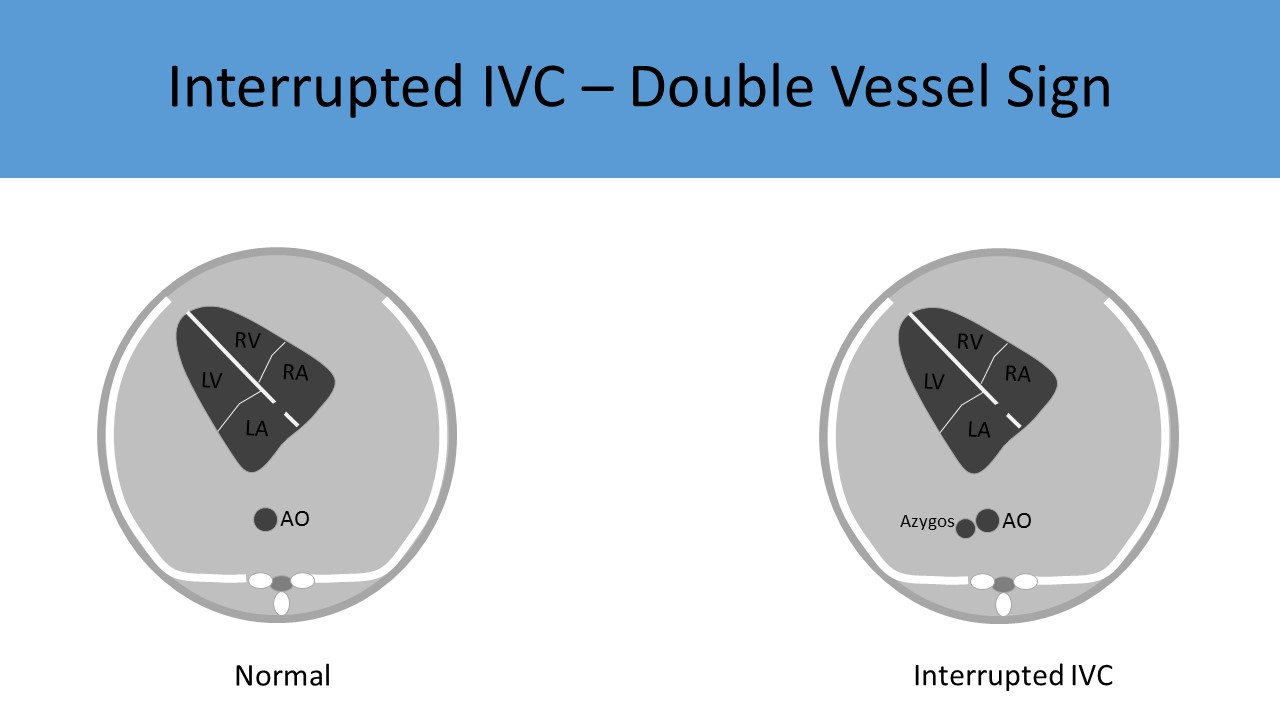 Interrupted IVC – Double Vessel Sign
RV
LV
RA
LA
AO
Normal
RV
LV
RA
LA
Azygos
AO
Interrupted IVC